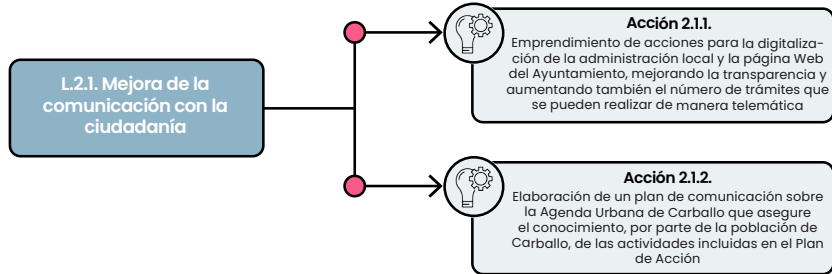 L.2.1. Mejora de la
comunicación con la
ciudadanía
Acción 2.1.1.
Emprendimiento de acciones para la digitaliza-
ción de la administración local y la página Web
del Ayuntamiento, mejorando la transparencia y
aumentando también el número de trámites que
se pueden realizar de manera telemática
Acción 2.1.2.
Elaboración de un plan de comunicación sobre
la Agenda Urbana de Carballo que asegure
el conocimiento, por parte de la población de
Carballo, de las actividades incluidas en el Plan
de Acción